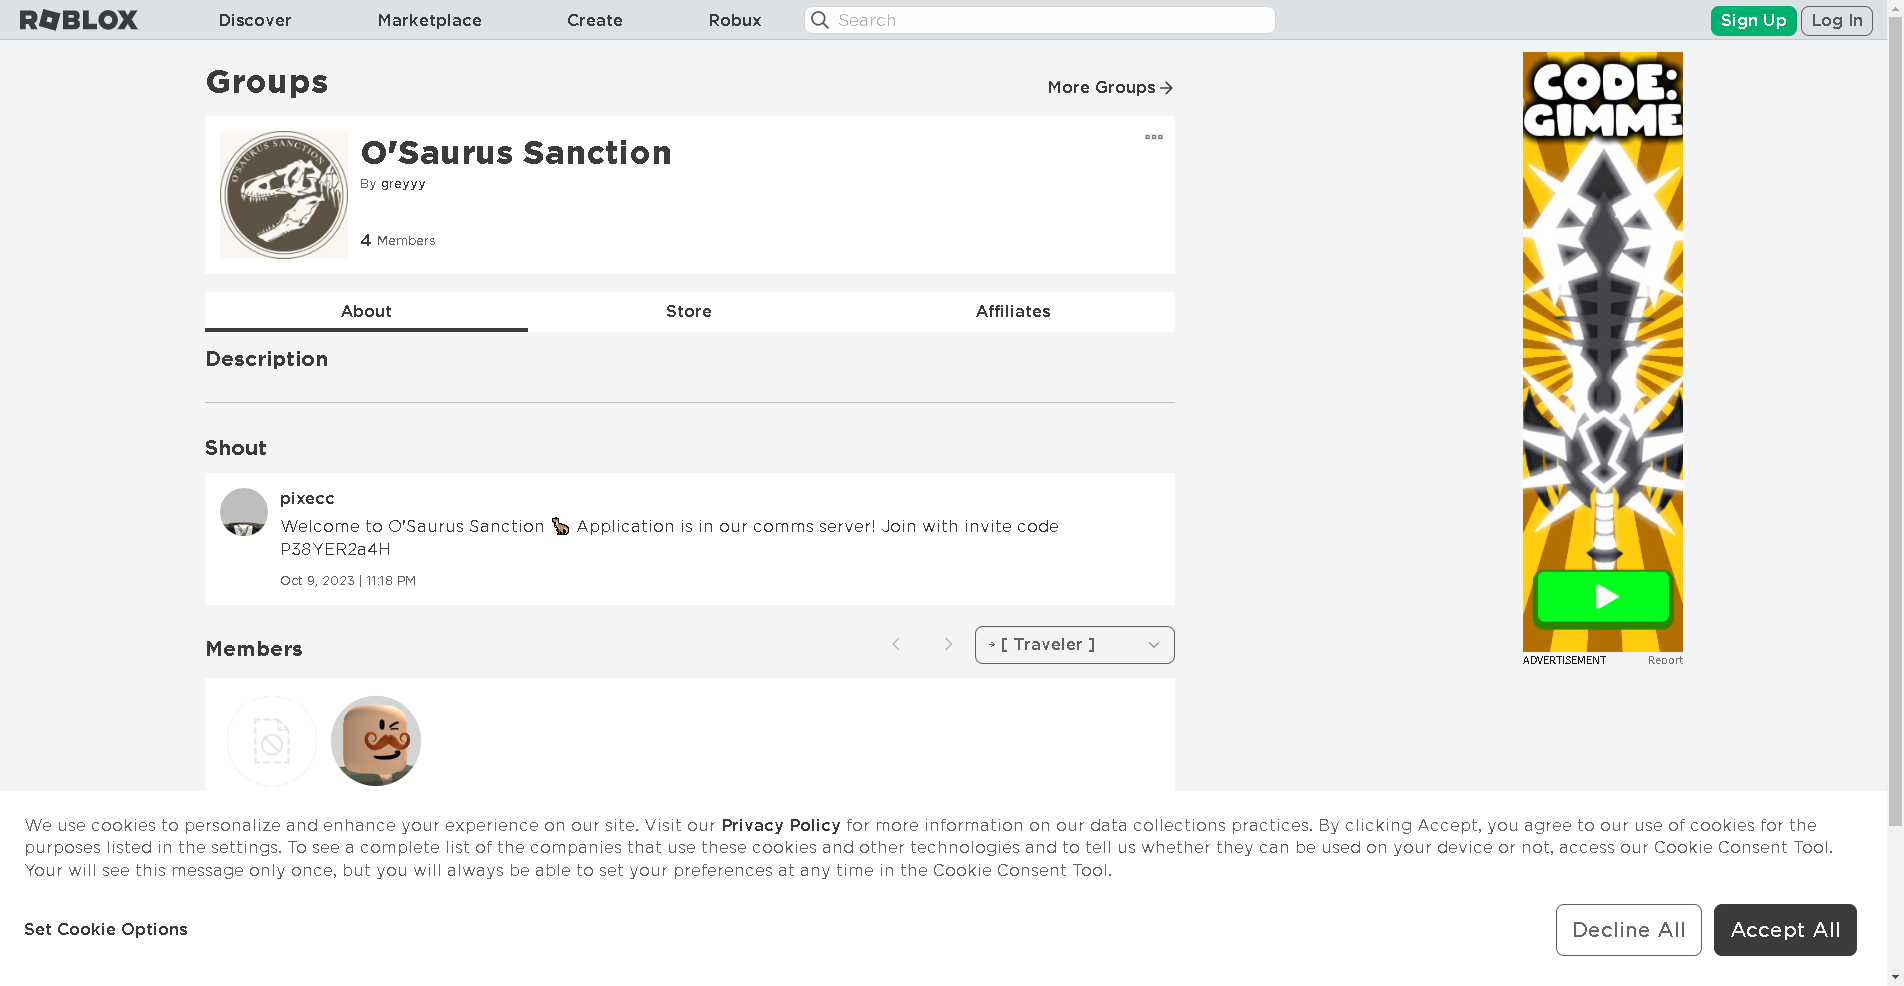 ROBLOX Discover Marketplace Create Robux Search Sign Up Log In
Groups
More Groups
O'SAURUS SANCTION
O'Saurus Sanction
By greyyy
4 Members
About Store Affiliates
Description
Shout
pixecc
Welcome to O'Saurus Sanction 🦕 Application is in our comms server! Join with invite code
P38YER2a4H
Oct 9, 2023 | 11:18 PM
Members
[ Traveler ]
CODE:
GIMME
ADVERTISEMENT Report
We use cookies to personalize and enhance your experience on our site. Visit our Privacy Policy for more information on our data collections practices. By clicking Accept, you agree to our use of cookies for the
purposes listed in the settings. To see a complete list of the companies that use these cookies and other technologies and to tell us whether they can be used on your device or not, access our Cookie Consent Tool.
Your will see this message only once, but you will always be able to set your preferences at any time in the Cookie Consent Tool.
Set Cookie Options
Decline All Accept All